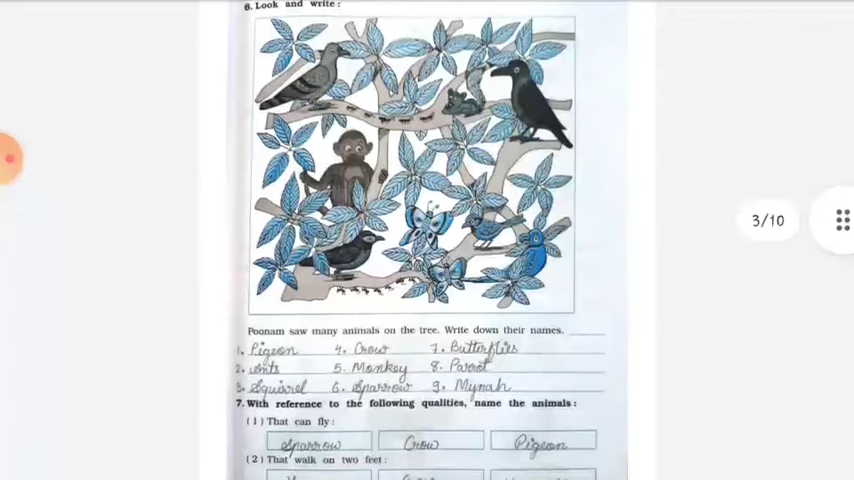 6. Look and write :
3/10
Poonam saw many animals on the tree. Write down their names.
1. Pigeon 4. Crow 7. Butterflies
2. Ants 5. Monkey 8. Parrot
3. Squirrel 6. Sparrow 9. Mynah
7. With reference to the following qualities, name the animals :
(1) That can fly :
Sparrow Crow Pigeon
(2) That walk on two feet :